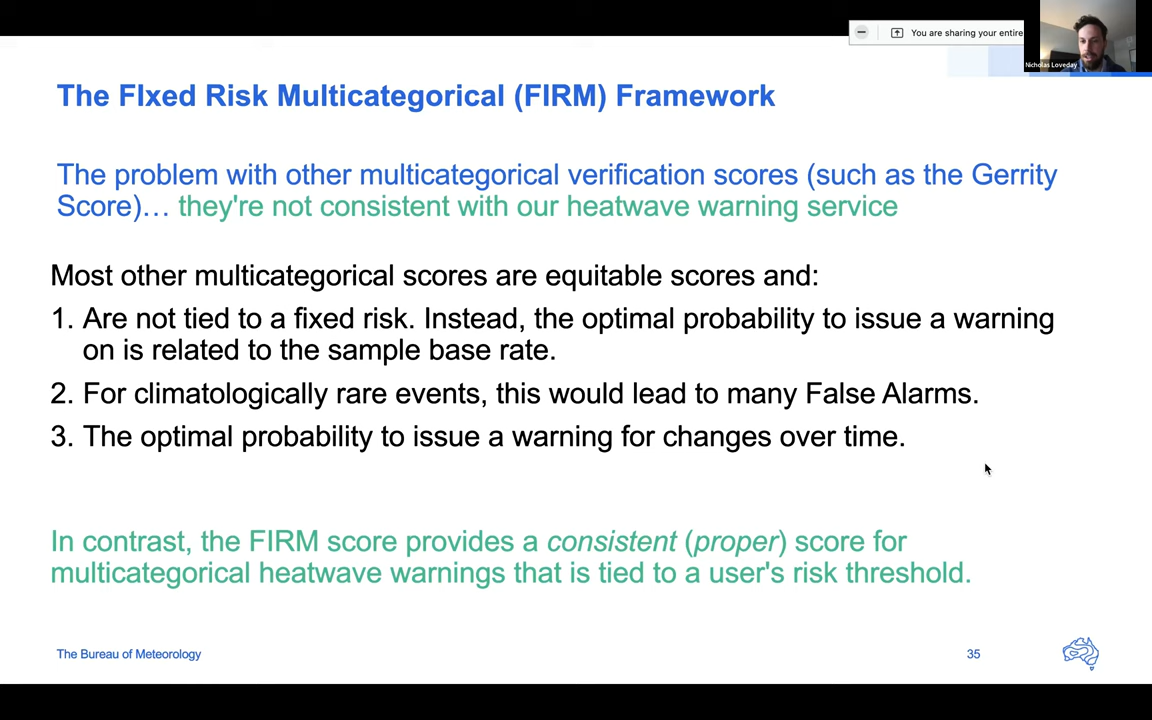 You are sharing your entire
Nicholas Loveday
The FIxed Risk Multicategorical (FIRM) Framework
The problem with other multicategorical verification scores (such as the Gerrity
Score)… they're not consistent with our heatwave warning service
Most other multicategorical scores are equitable scores and:
1. Are not tied to a fixed risk. Instead, the optimal probability to issue a warning
on is related to the sample base rate.
2. For climatologically rare events, this would lead to many False Alarms.
3. The optimal probability to issue a warning for changes over time.
In contrast, the FIRM score provides a consistent (proper) score for
multicategorical heatwave warnings that is tied to a user's risk threshold.
The Bureau of Meteorology
35